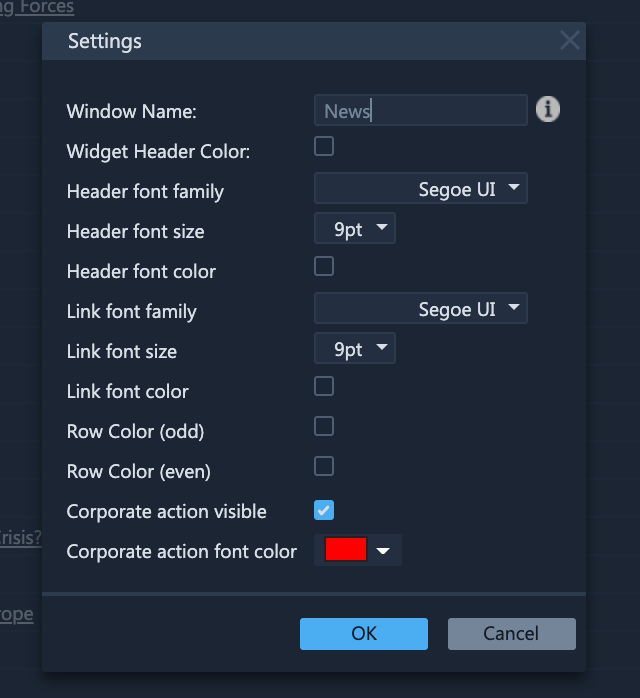 ng Forces
Settings
Window Name: News
Widget Header Color:
Header font family Segoe UI
Header font size 9pt
Header font color
Link font family Segoe UI
Link font size 9pt
Link font color
Row Color (odd)
Row Color (even)
Corporate action visible
risis?
Corporate action font color
rope
OK Cancel